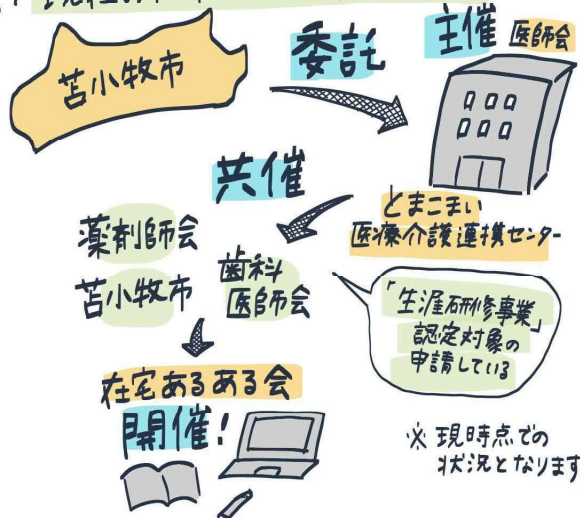 苫小牧市
委託
主催 医師会
共催
とまこまい
医療介護連携センター
薬剤師会
苫小牧市
歯科
医師会
「生涯研修事業」
認定対象の
申請している
在宅あるある会
開催!
※ 現時点での
状況となります